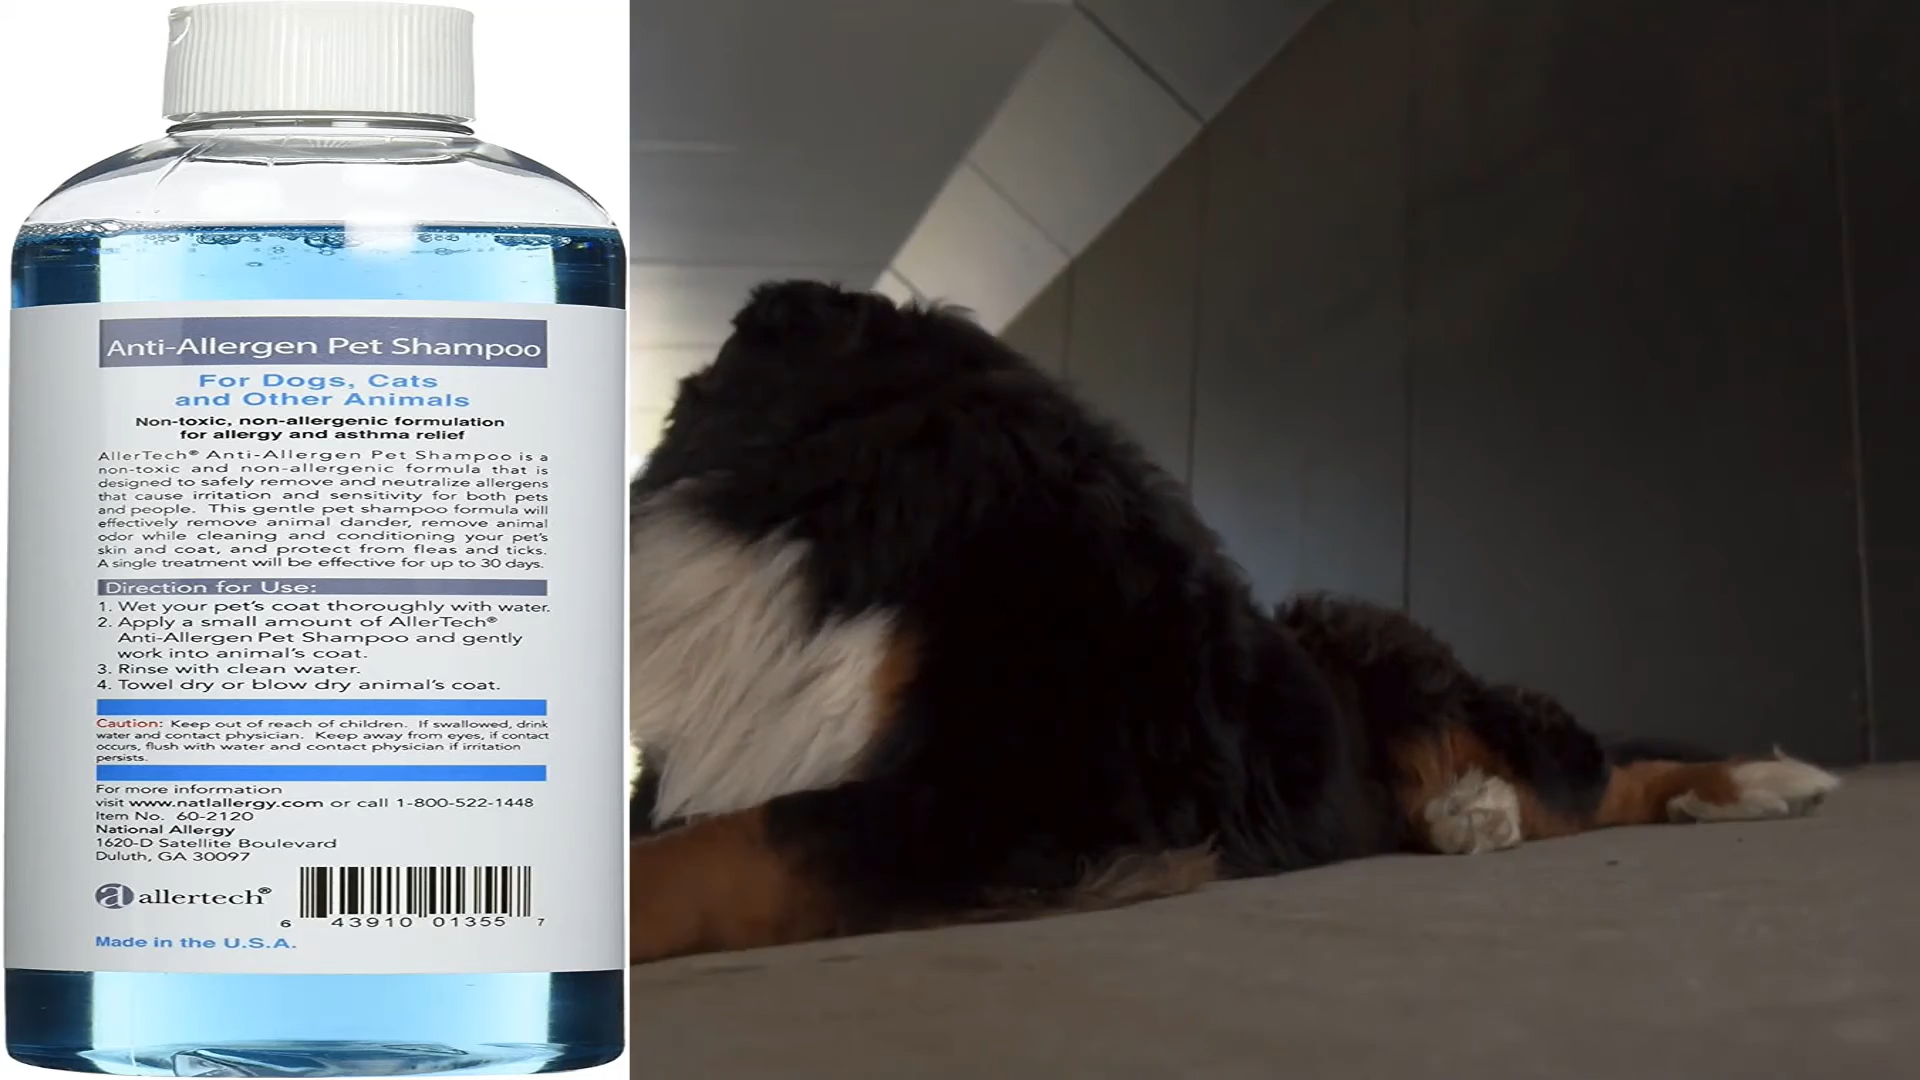 Anti-Allergen Pet Shampoo
For Dogs, Cats
and Other Animals
Non-toxic, non-allergenic formulation
for allergy and asthma relief
AllerTech® Anti-Allergen Pet Shampoo is a
non-toxic and non-allergenic formula that is
designed to safely remove and neutralize allergens
that cause irritation and sensitivity for both pets
and people. This gentle pet shampoo formula will
effectively remove animal dander, remove animal
odor while cleaning and conditioning your pet's
skin and coat, and protect from fleas and ticks.
A single treatment will be effective for up to 30 days.
Direction for Use:
1. Wet your pet's coat thoroughly with water.
2. Apply a small amount of AllerTech®
Anti-Allergen Pet Shampoo and gently
work into animal's coat.
3. Rinse with clean water.
4. Towel dry or blow dry animal's coat.
Caution: Keep out of reach of children. If swallowed, drink
water and contact physician. Keep away from eyes, if contact
occurs, flush with water and contact physician if irritation
persists.
For more information
visit www.natlallergy.com or call 1-800-522-1448
Item No. 60-2120
National Allergy
1620-D Satellite Boulevard
Duluth, GA 30097
a allertech®
6 43910 01355 7
Made in the U.S.A.